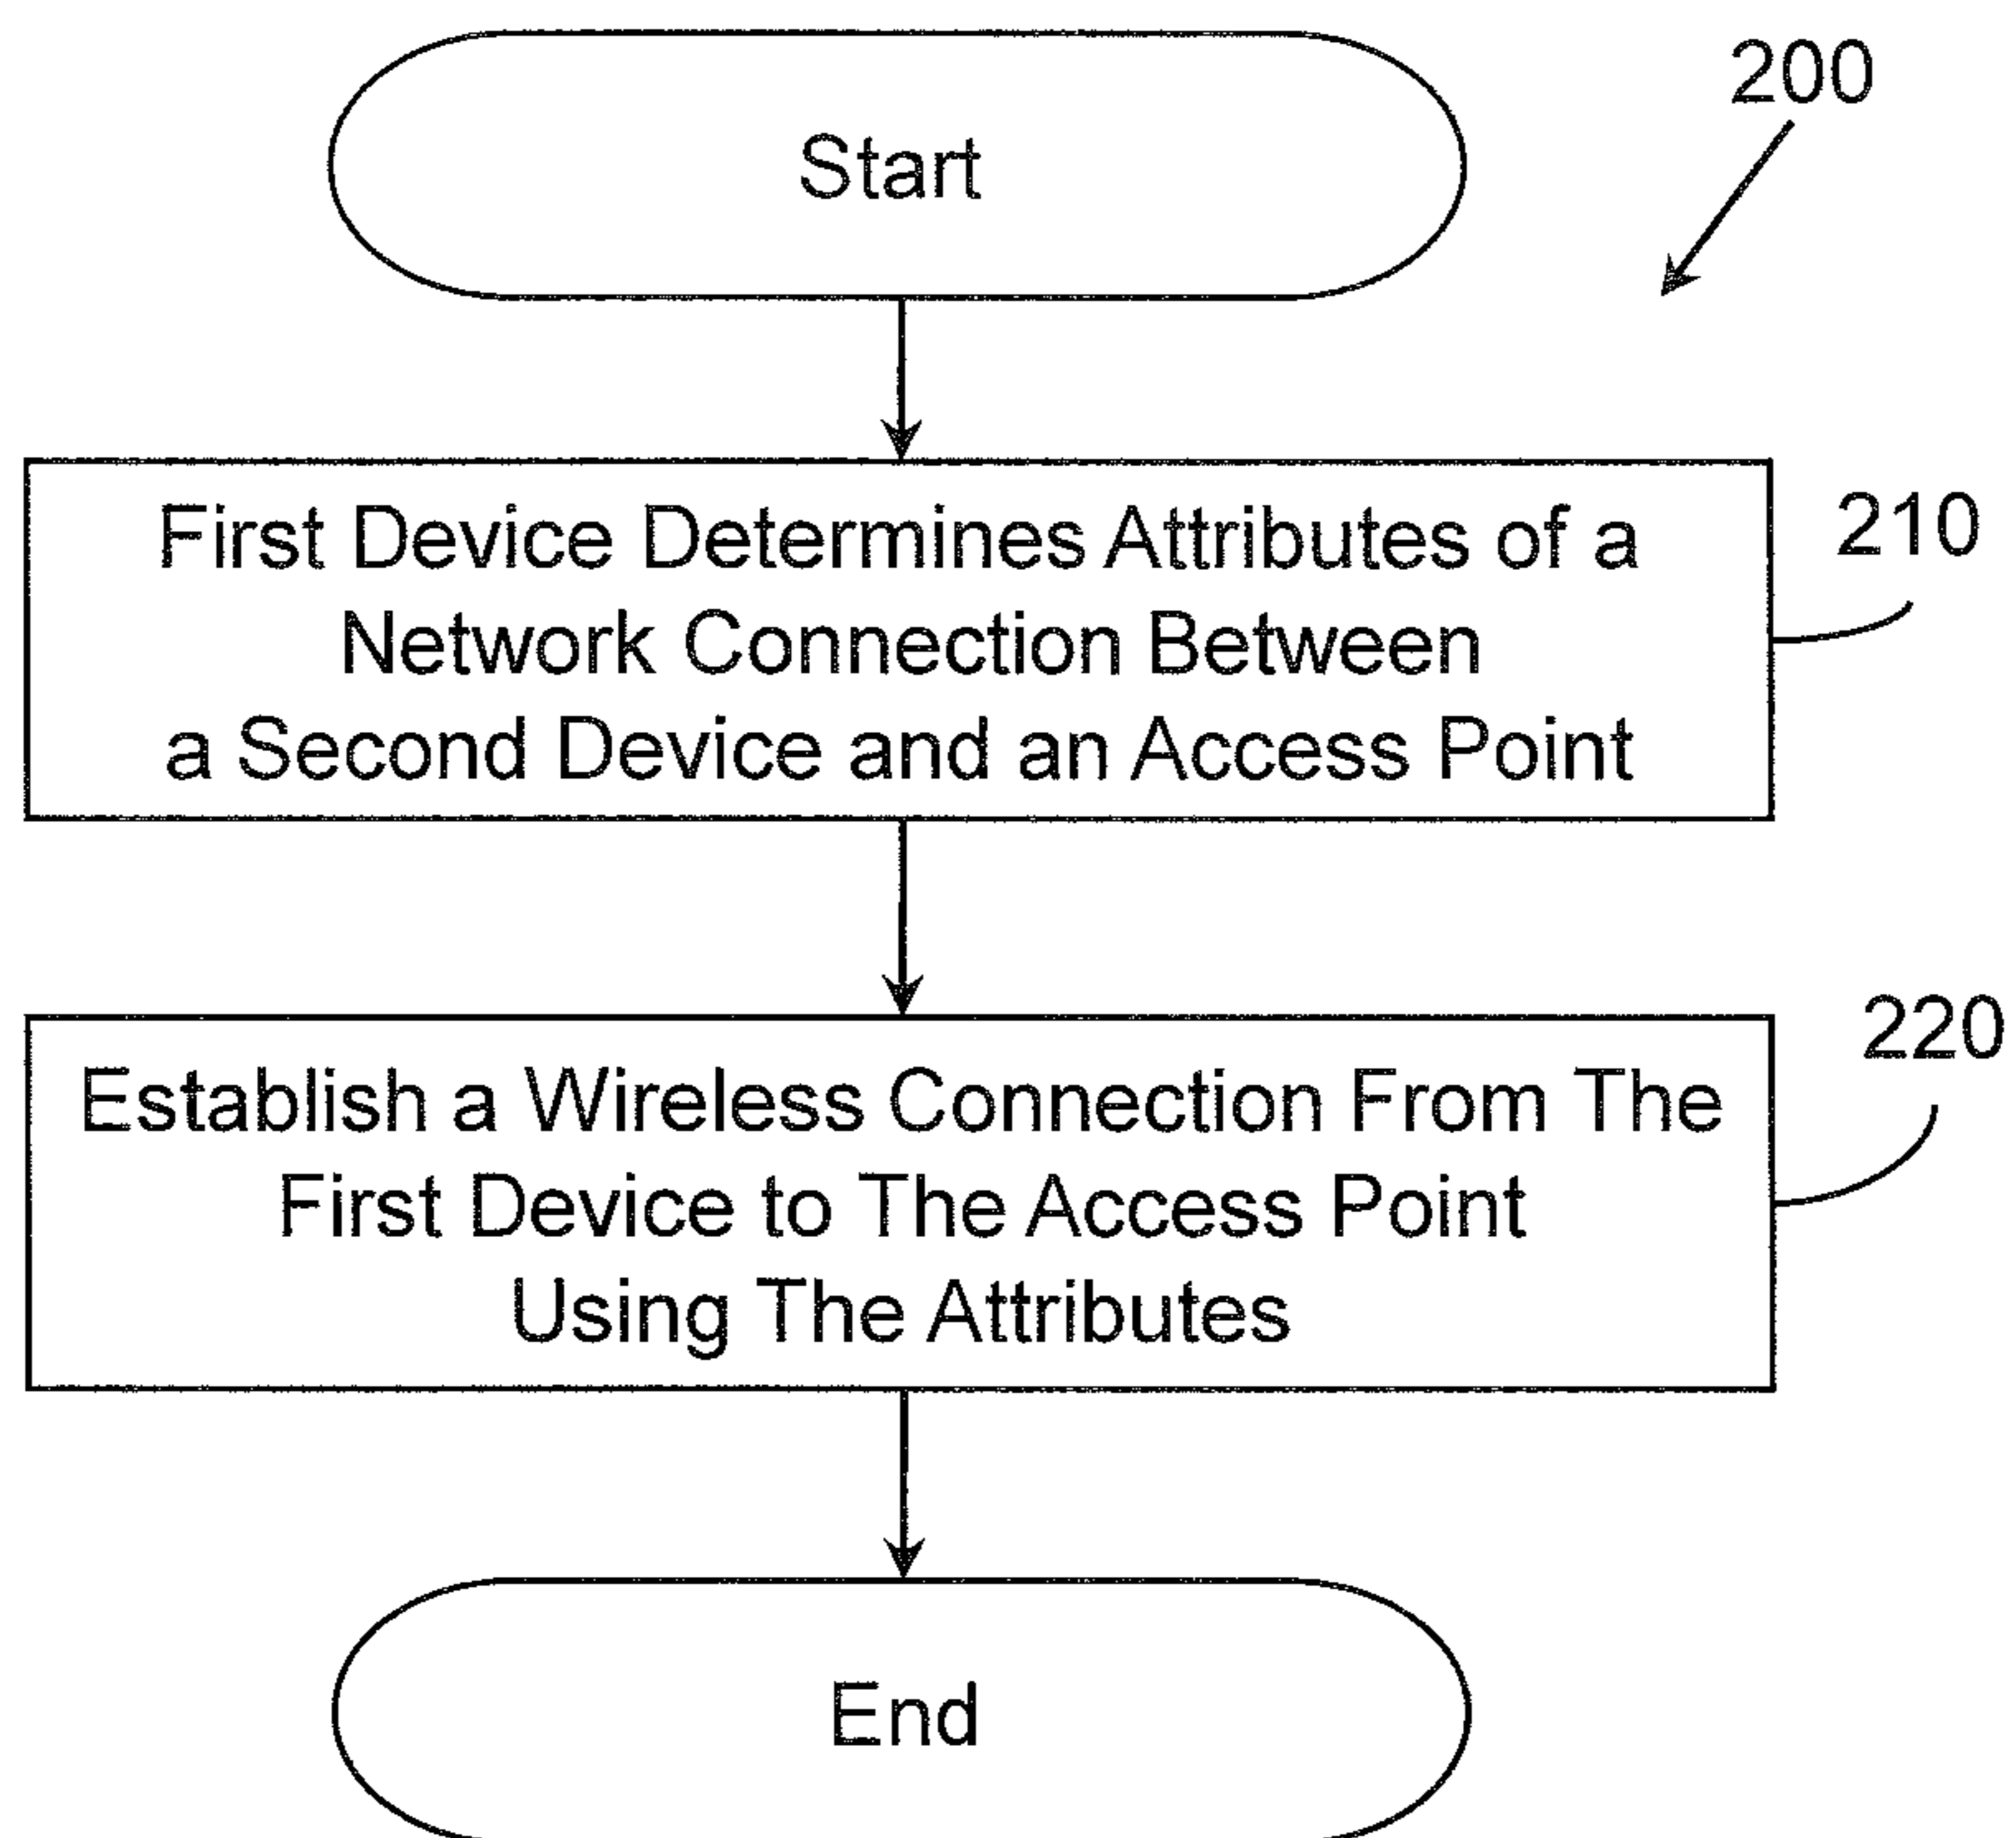 Start
200
First Device Determines Attributes of a
Network Connection Between
a Second Device and an Access Point
210
Establish a Wireless Connection From The
First Device to The Access Point
Using The Attributes
220
End